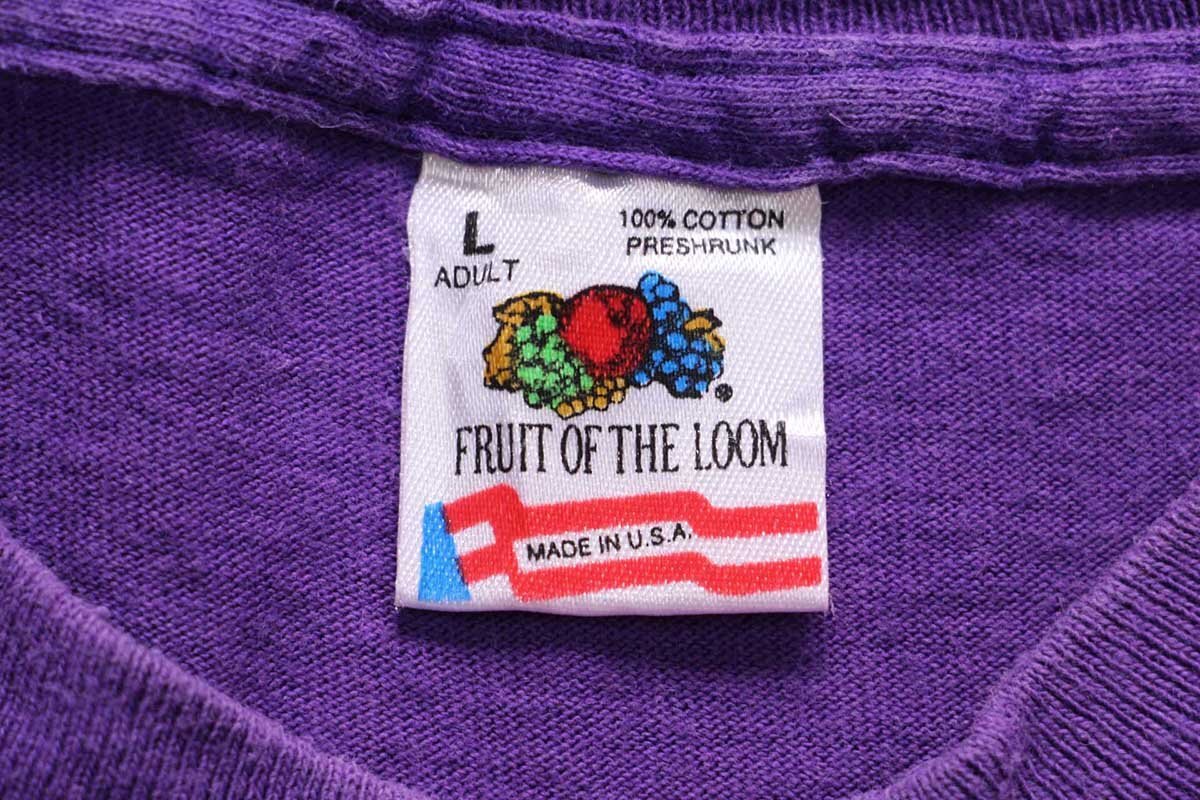 L
ADULT
100% COTTON
PRESHRUNK
®
FRUIT OF THE LOOM
MADE IN U.S.A.